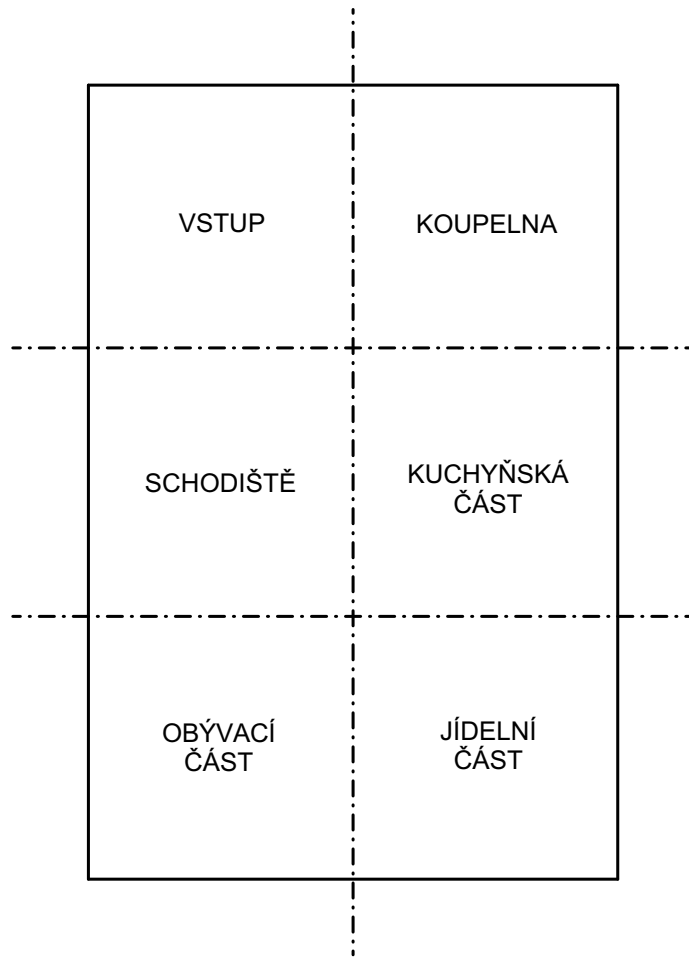 VSTUP
KOUPELNA
SCHODIŠTĚ
KUCHYŇSKÁ
ČÁST
OBÝVACÍ
ČÁST
JÍDELNÍ
ČÁST